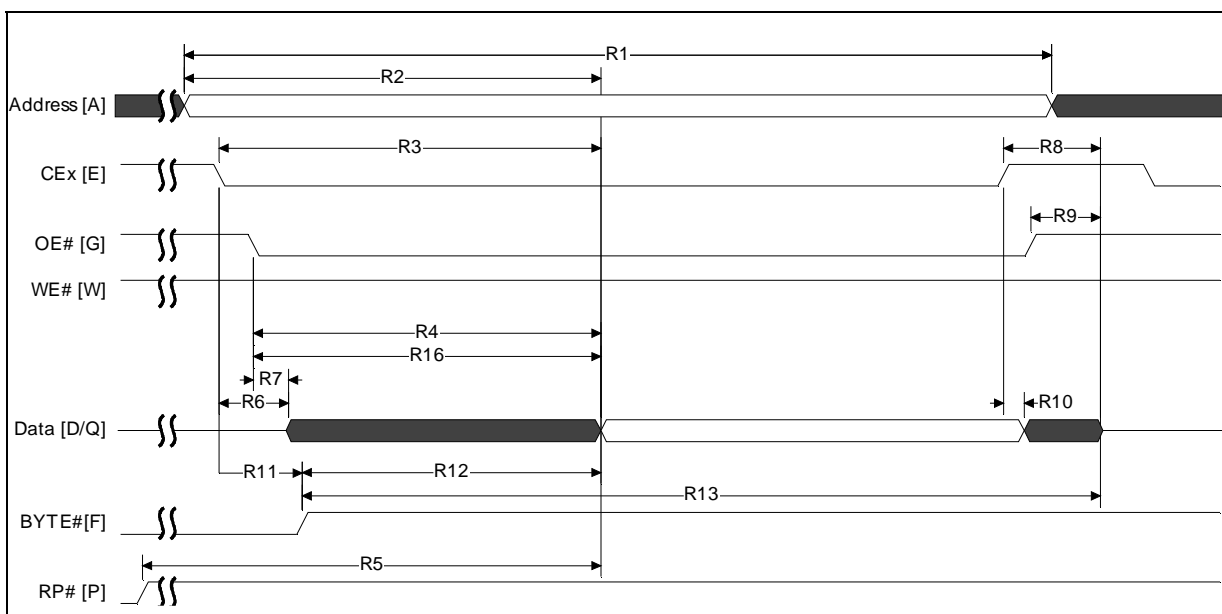 R1
R2
Address [A]
R3
R8
CEx [E]
R9
OE# [G]
WE# [W]
R4
R16
R7
R6
R10
Data [D/Q]
R11
R12
R13
BYTE#[F]
R5
RP# [P]